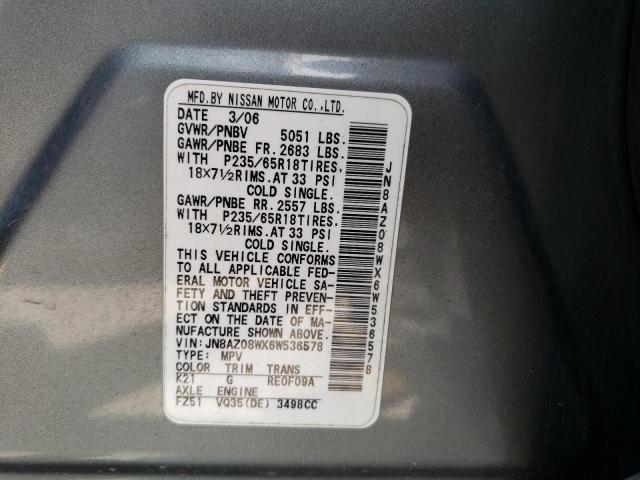 MFD.BY NISSAN MOTOR CO.,LTD.
DATE 3/06
GVWR/PNBV 5051 LBS.
GAWR/PNBE FR. 2683 LBS.
WITH P235/65R18TIRES,
18X7½RIMS.AT 33 PSI
COLD SINGLE.
GAWR/PNBE RR. 2557 LBS.
WITH P235/65R18TIRES,
18X7½RIMS.AT 33 PSI
COLD SINGLE.
THIS VEHICLE CONFORMS
TO ALL APPLICABLE FED-
ERAL MOTOR VEHICLE SA-
FETY AND THEFT PREVEN-
TION STANDARDS IN EFF-
ECT ON THE DATE OF MA-
NUFACTURE SHOWN ABOVE.
VIN: JN8AZ08WX6W536578
TYPE: MPV
COLOR TRIM TRANS
K21 G RE0F09A
AXLE ENGINE
FZ51 VQ35(DE) 3498CC
JN8AZ08WX6W536578